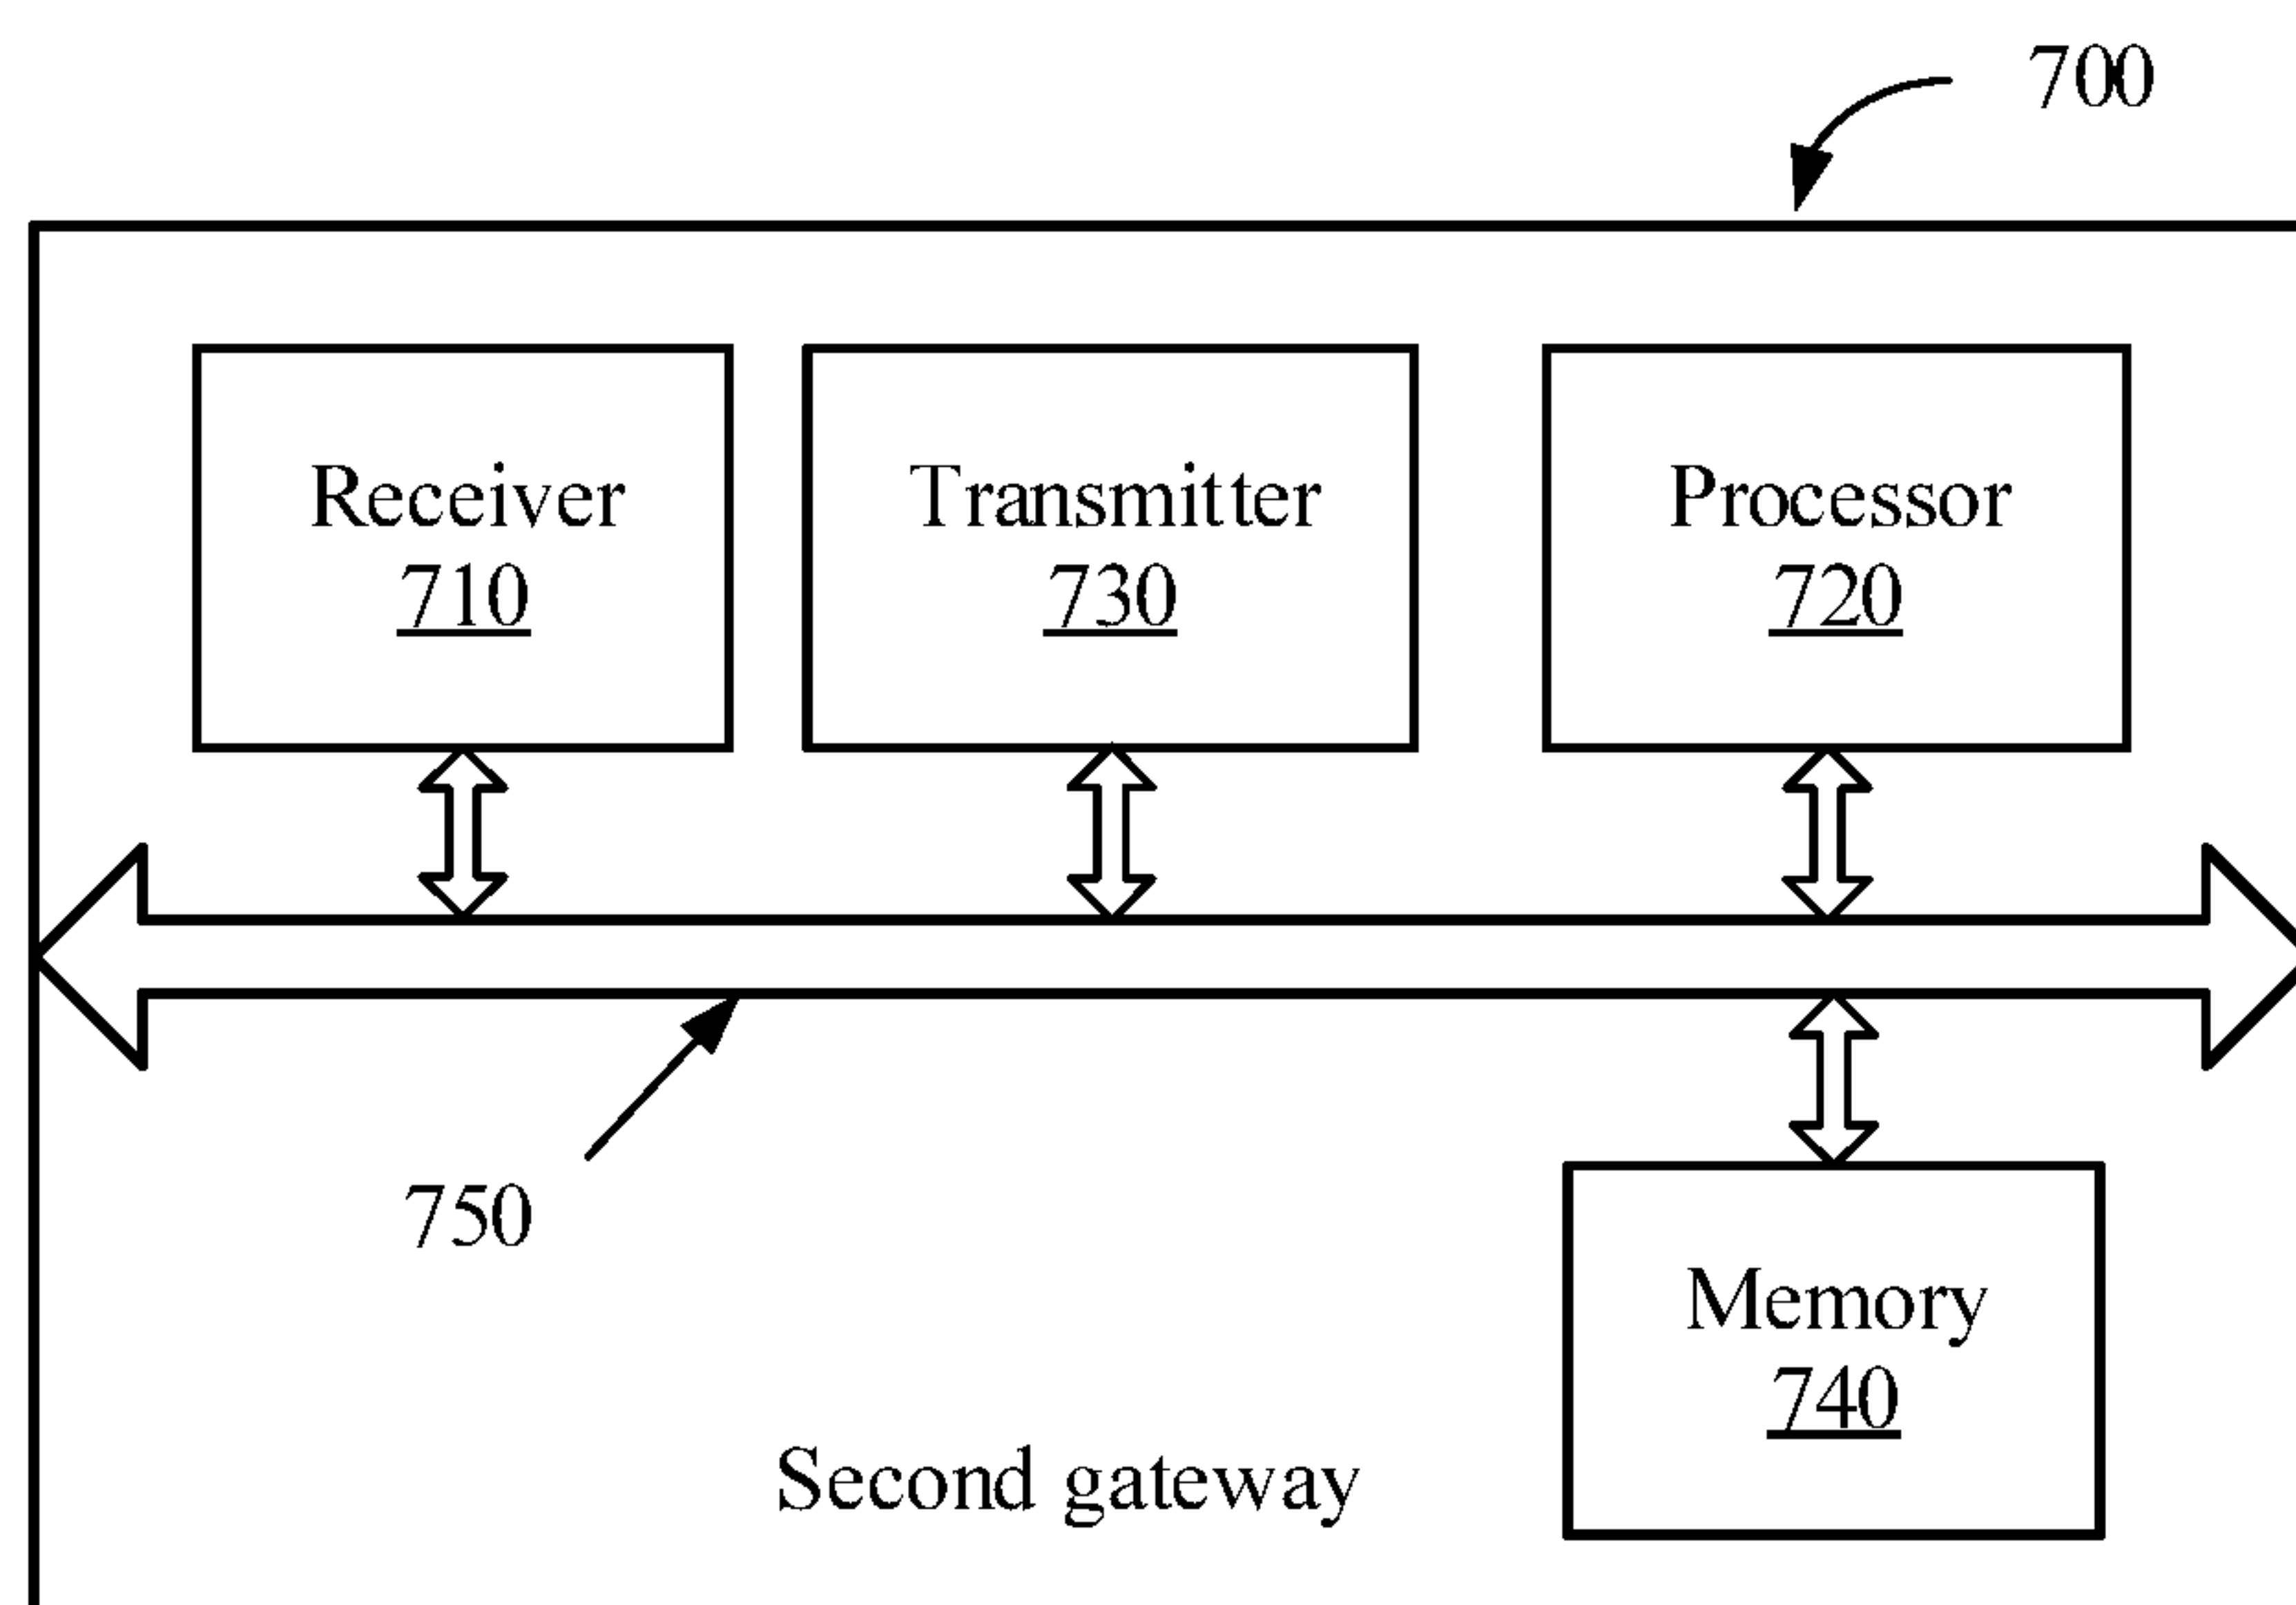 700
Receiver
710
Transmitter
730
Processor
720
750
Memory
740
Second gateway